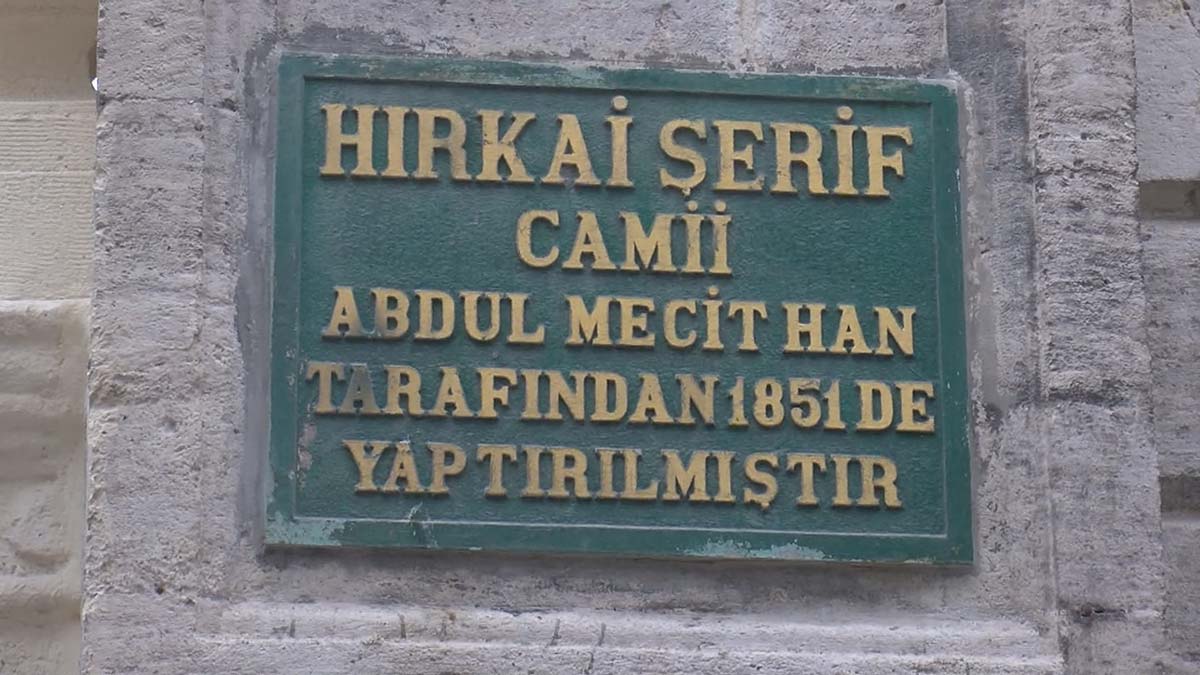 HIRKAİ ŞERİF
CAMİİ
ABDUL MECİT HAN
TARAFINDAN 1851 DE
YAPTIRILMIŞTIR